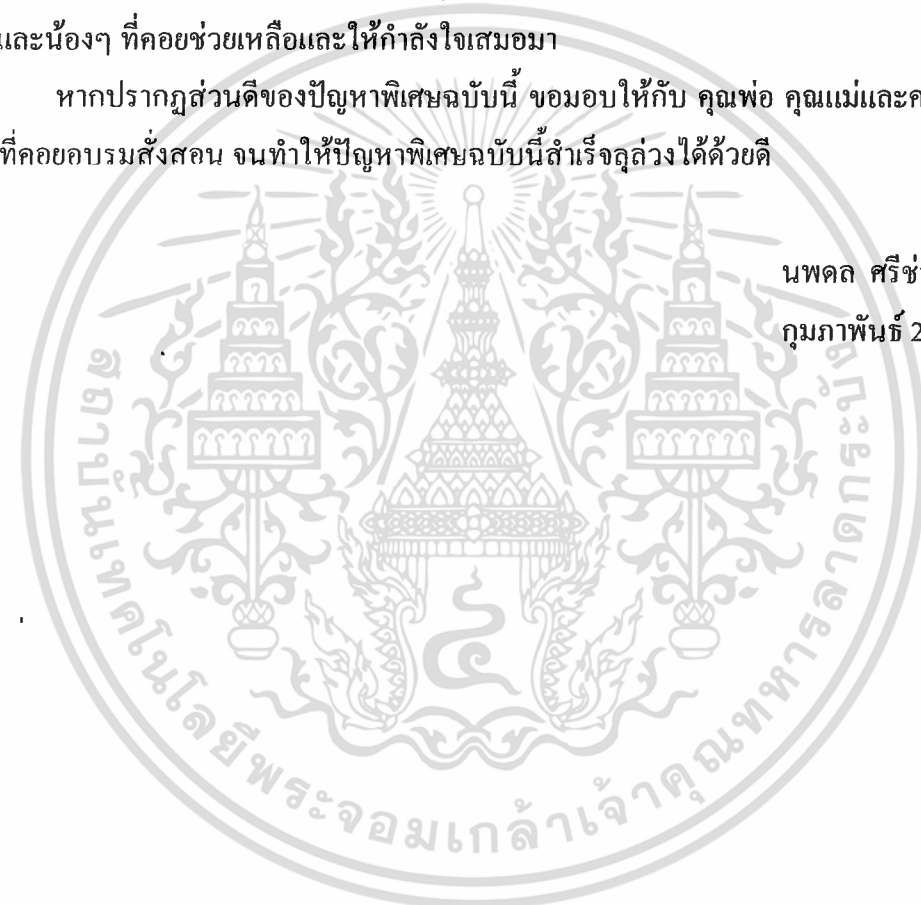 และน้องๆ ที่คอยช่วยเหลือและให้กำลังใจเสมอมา
หากปรากฏส่วนดีของปัญหาพิเศษฉบับนี้ ขอมอบให้กับ คุณพ่อ คุณแม่และ
ที่คอยอบรมสั่งสอน จนทำให้ปัญหาพิเศษฉบับนี้สำเร็จลุล่วงได้ด้วยดี
นพดล
กุมภาพันธ์ 2
สถาบันเทคโนโลยีพระจอมเกล้าเจ้าคุณทหารลาดกระบัง
๔